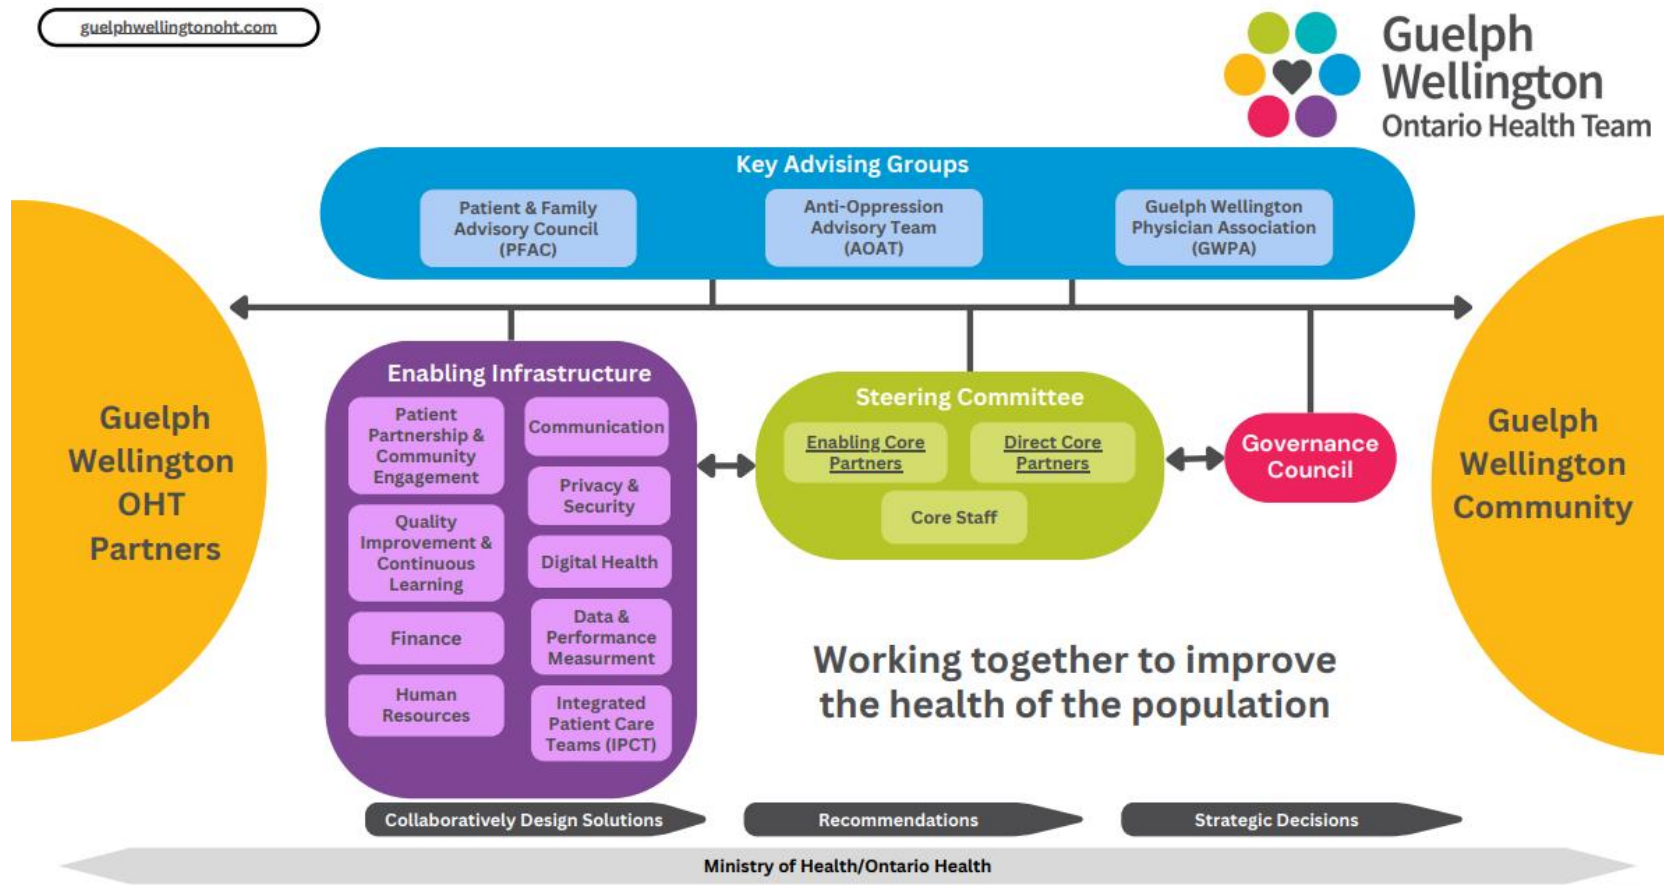 guelphwellingtonoht.com
Guelph
Wellington
Ontario Health Team
Key Advising Groups
Patient & Family
Advisory Council
(PFAC)
Anti-Oppression
Advisory Team
(AOAT)
Guelph Wellington
Physician Association
(GWPA)
Guelph
Wellington
OHT
Partners
Enabling Infrastructure
Patient
Partnership &
Community
Engagement
Quality
Improvement &
Continuous
Learning
Finance
Human
Resources
Communication
Privacy &
Security
Digital Health
Data &
Performance
Measurment
Integrated
Patient Care
Teams (IPCT)
Steering Committee
Enabling Core
Partners
Direct Core
Partners
Core Staff
Governance
Council
Guelph
Wellington
Community
Working together to improve
the health of the population
Collaboratively Design Solutions
Recommendations
Strategic Decisions
Ministry of Health/Ontario Health